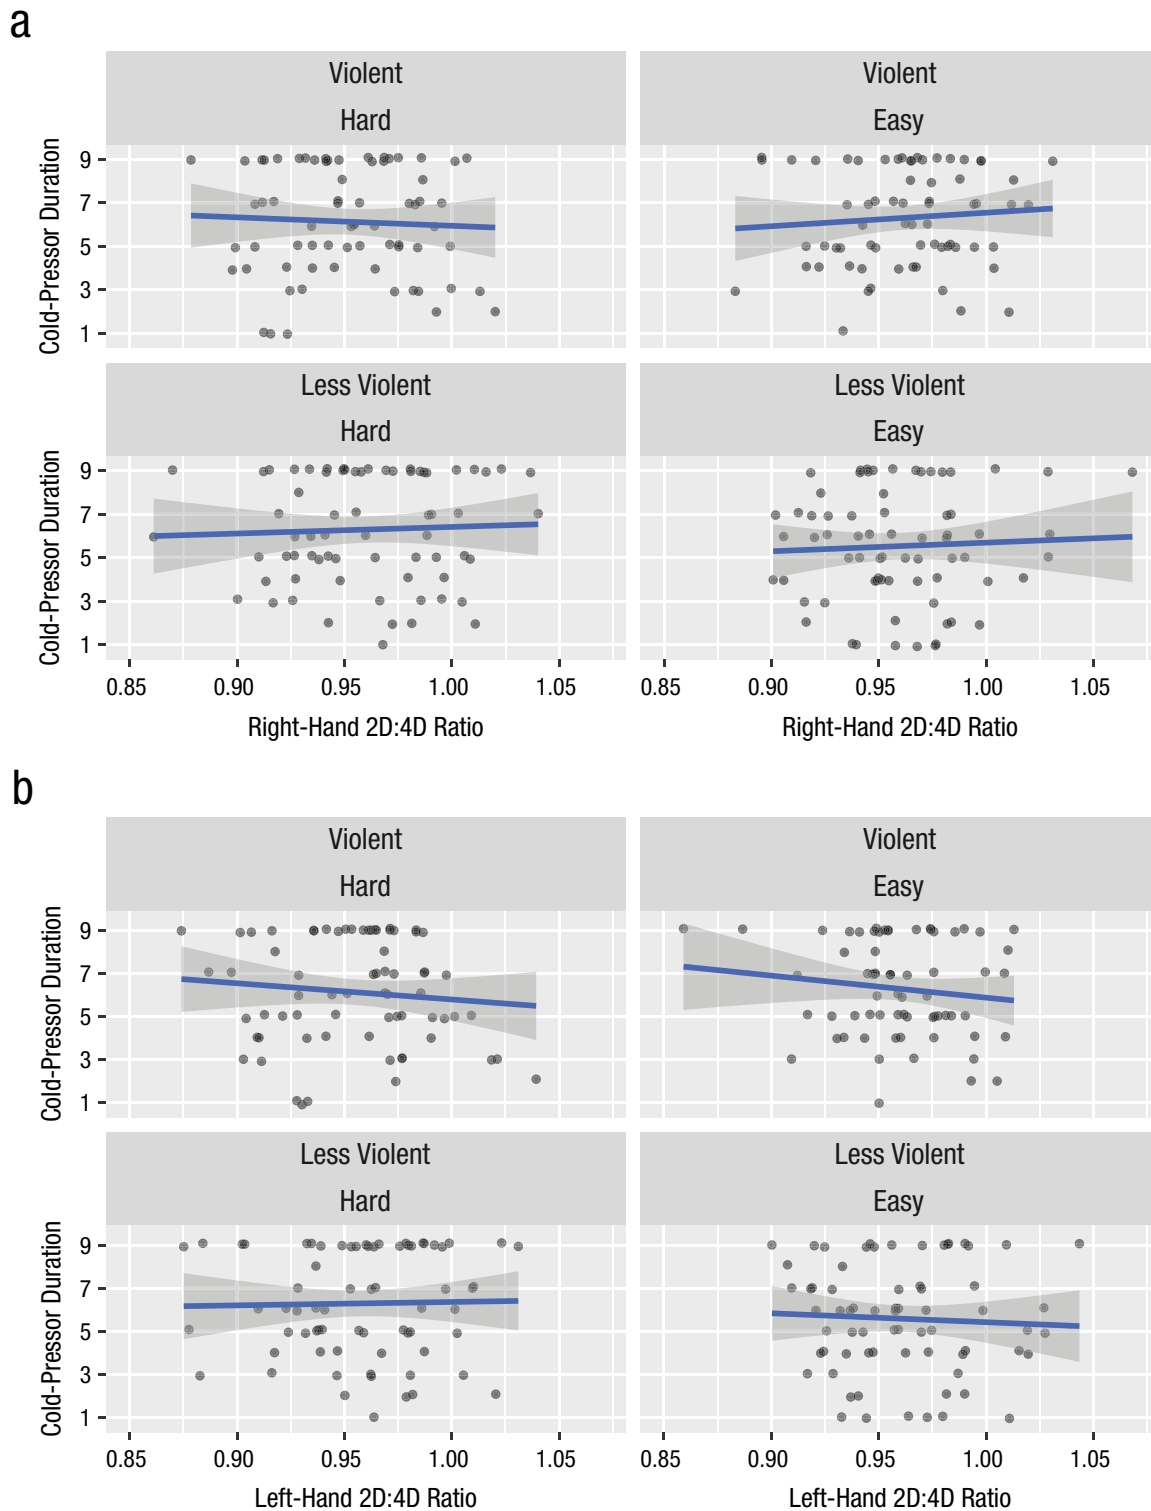 a
Violent
Hard
Violent
Easy
Cold-Pressor Duration
9
7
5
3
1
Less Violent
Hard
Less Violent
Easy
Cold-Pressor Duration
9
7
5
3
1
0.85 0.90 0.95 1.00 1.05
0.85 0.90 0.95 1.00 1.05
Right-Hand 2D:4D Ratio
Right-Hand 2D:4D Ratio
b
Violent
Hard
Violent
Easy
Cold-Pressor Duration
9
7
5
3
1
Less Violent
Hard
Less Violent
Easy
Cold-Pressor Duration
9
7
5
3
1
0.85 0.90 0.95 1.00 1.05
0.85 0.90 0.95 1.00 1.05
Left-Hand 2D:4D Ratio
Left-Hand 2D:4D Ratio